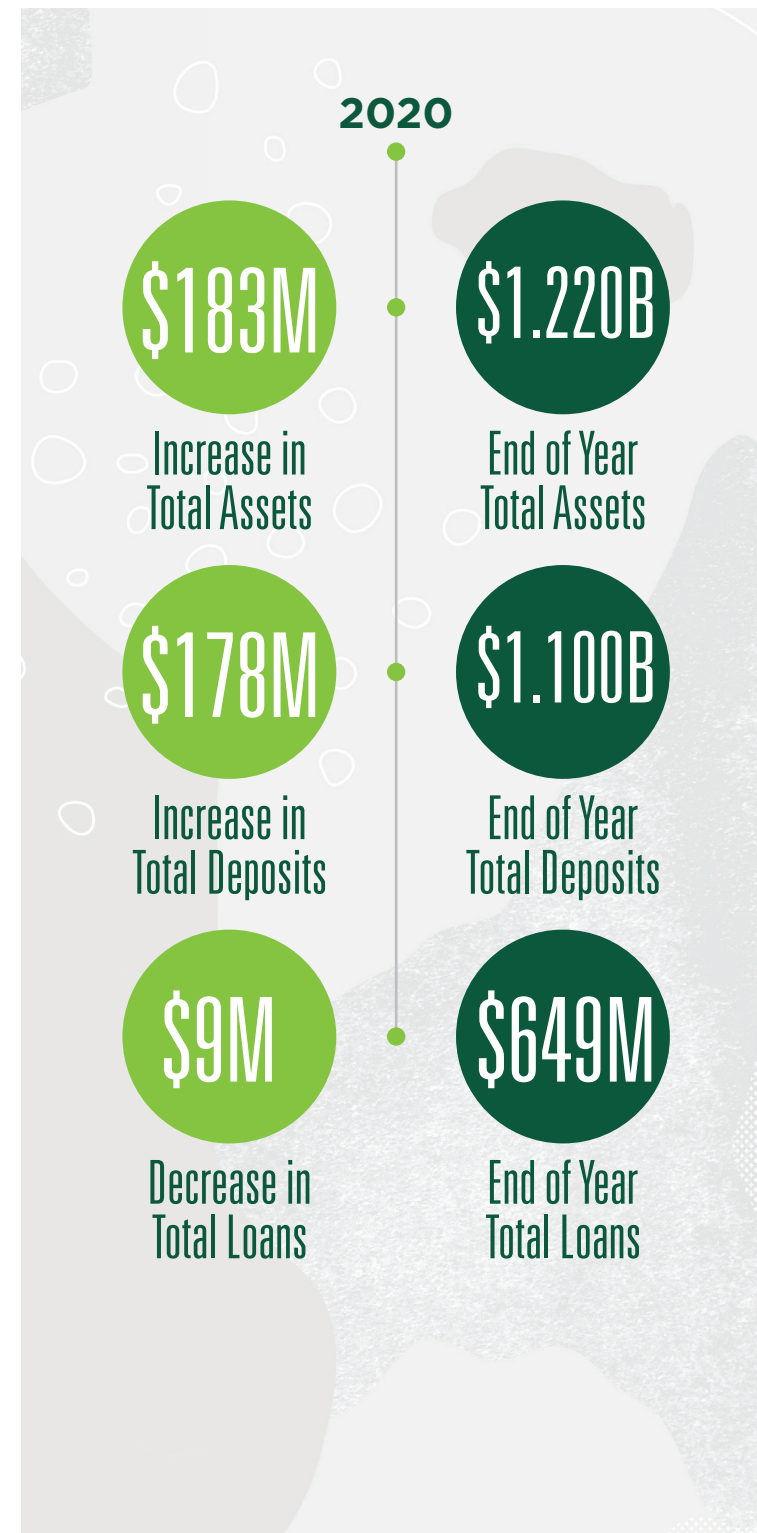 2020
$183M
Increase in
Total Assets
$1.220B
End of Year
Total Assets
$178M
Increase in
Total Deposits
$1.100B
End of Year
Total Deposits
$9M
Decrease in
Total Loans
$649M
End of Year
Total Loans